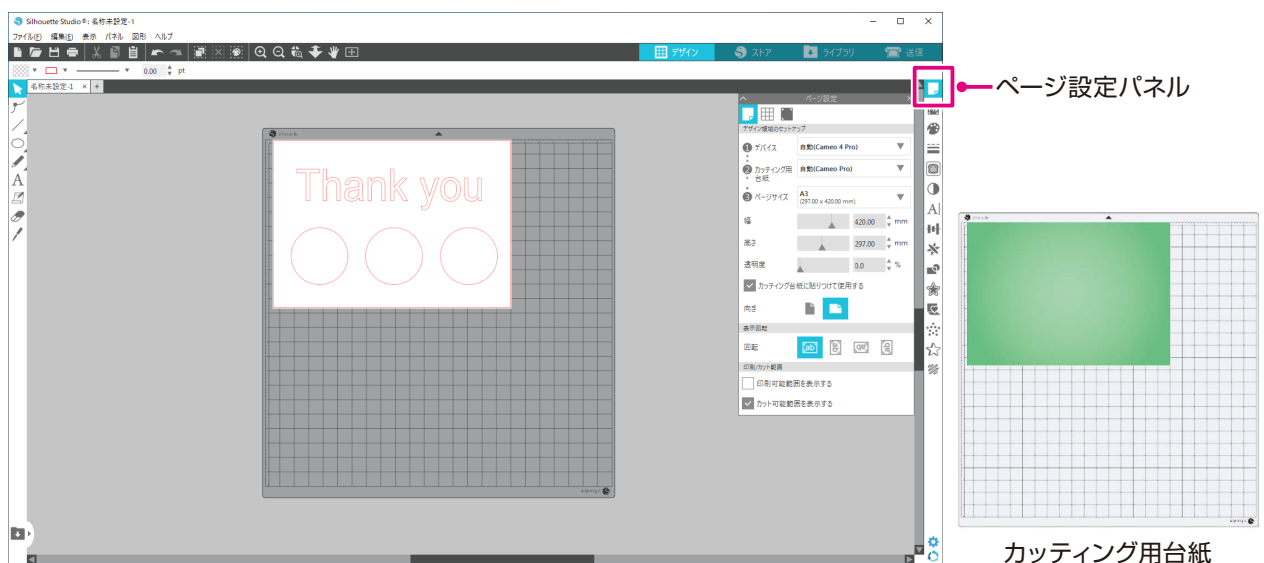 Silhouette Studio®: 名称未設定-1
ファイル(F) 編集(E) 表示 パネル 図形 ヘルプ
デザイン ストア ライブラリ 送信
0.00 pt
名称未設定-1 × +
ページ設定パネル
ページ設定
デザイン領域のセットアップ
1 デバイス 自動(Cameo 4 Pro)
2 カッティング用台紙 自動(Cameo Pro)
3 ページサイズ A3
(297.00 x 420.00 mm)
幅 420.00 mm
高さ 297.00 mm
透明度 0.0 %
カッティング台紙に貼りつけて使用する
向き
表示回転
回転
印刷/カット範囲
印刷可能範囲を表示する
カット可能範囲を表示する
Thank you
カッティング用台紙